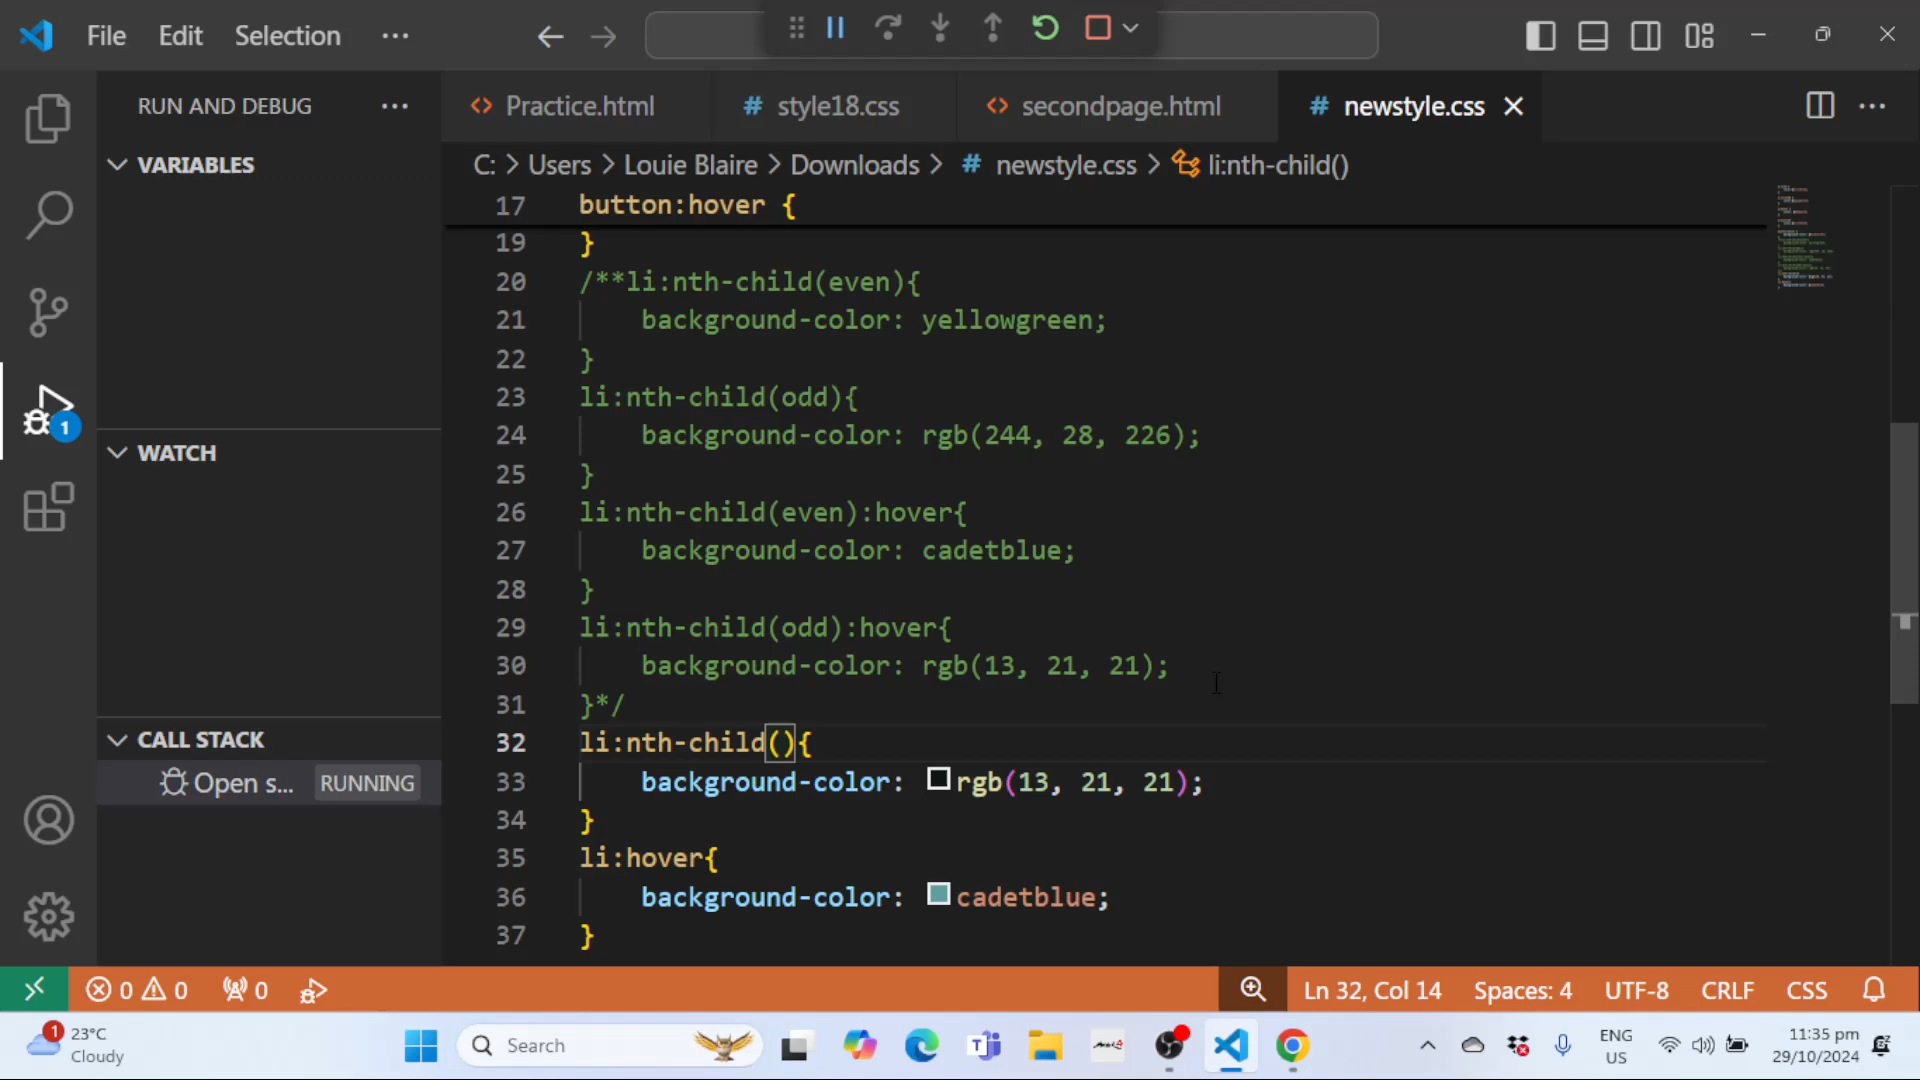 File Edit Selection ...
RUN AND DEBUG ...
Practice.html
# style18.css
secondpage.html
# newstyle.css
VARIABLES
C: > Users > Louie Blaire > Downloads > # newstyle.css > li:nth-child()
17 button:hover {
19 }
20 /**li:nth-child(even){
21 background-color: yellowgreen;
22 }
23 li:nth-child(odd){
24 background-color: rgb(244, 28, 226);
25 }
26 li:nth-child(even):hover{
27 background-color: cadetblue;
28 }
29 li:nth-child(odd):hover{
30 background-color: rgb(13, 21, 21);
31 }*/
32 li:nth-child(){
33 background-color: rgb(13, 21, 21);
34 }
35 li:hover{
36 background-color: cadetblue;
37 }
1
WATCH
CALL STACK
Open s... RUNNING
0 0 0 Ln 32, Col 14 Spaces: 4 UTF-8 CRLF CSS
1 23°C
Cloudy
Search
ENG
US
11:35 pm
29/10/2024